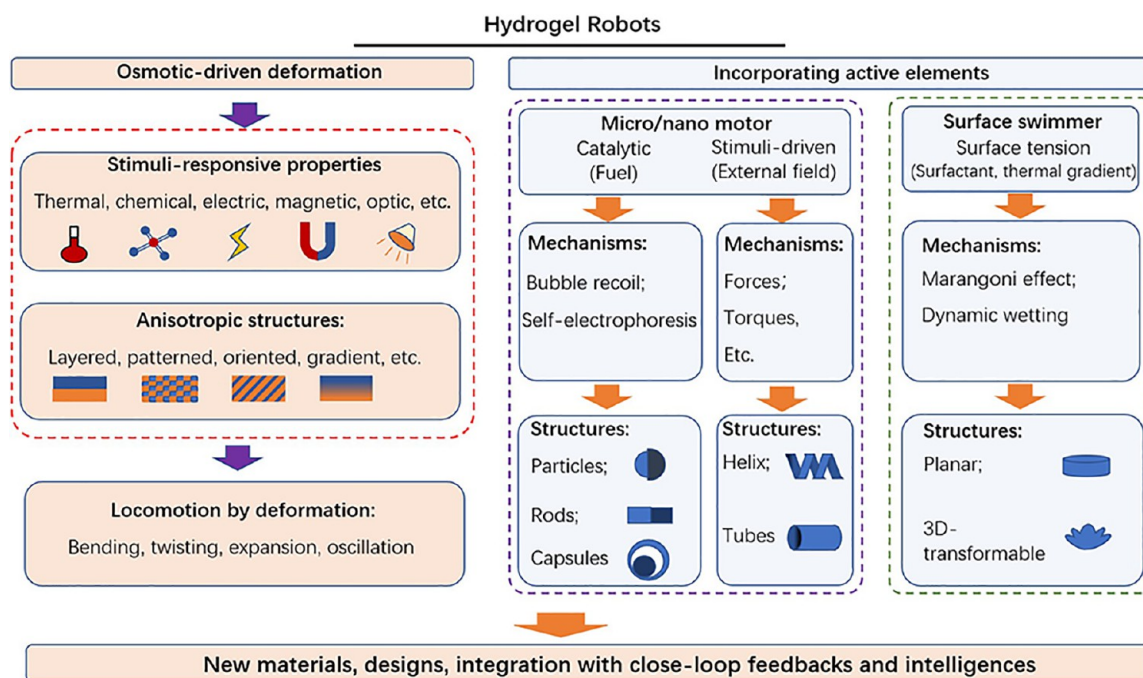 Hydrogel Robots
Osmotic-driven deformation
Stimuli-responsive properties
Thermal, chemical, electric, magnetic, optic, etc.
Anisotropic structures:
Layered, patterned, oriented, gradient, etc.
Locomotion by deformation:
Bending, twisting, expansion, oscillation
Incorporating active elements
Micro/nano motor
Catalytic
(Fuel)
Stimuli-driven
(External field)
Mechanisms:
Bubble recoil;
Self-electrophoresis
Structures:
Particles;
Rods;
Capsules
Mechanisms:
Forces;
Torques,
Etc.
Structures:
Helix;
Tubes
Surface swimmer
Surface tension
(Surfactant, thermal gradient)
Mechanisms:
Marangoni effect;
Dynamic wetting
Structures:
Planar;
3D-
transformable
New materials, designs, integration with close-loop feedbacks and intelligences